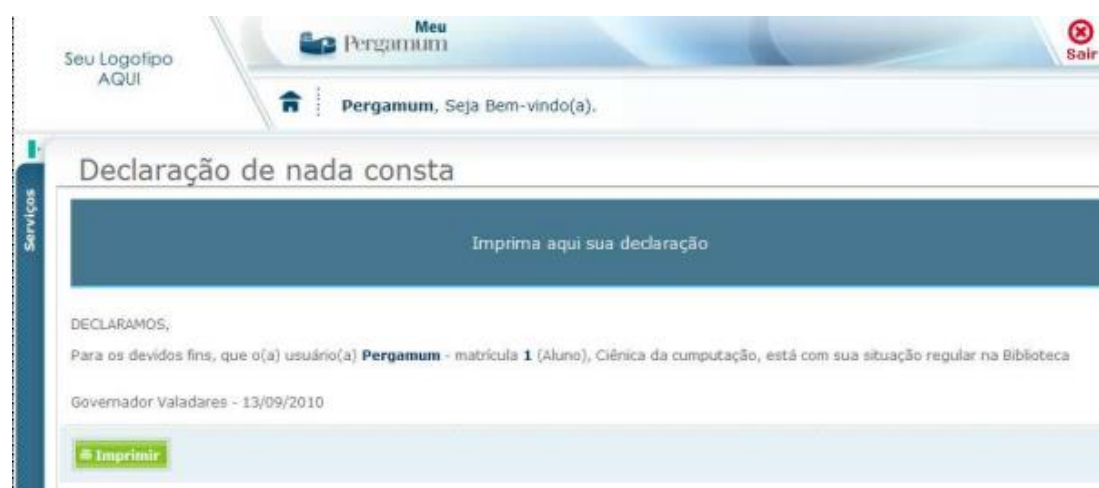 Seu Logotipo
AQUI
Meu
Pergamum
Sair
Pergamum, Seja Bem-vindo(a).
Serviços
Declaração de nada consta
Imprima aqui sua declaração
DECLARAMOS,
Para os devidos fins, que o(a) usuário(a) Pergamum - matrícula 1 (Aluno), Ciênica da cumputação, está com sua situação regular na Biblioteca
Governador Valadares - 13/09/2010
Imprimir